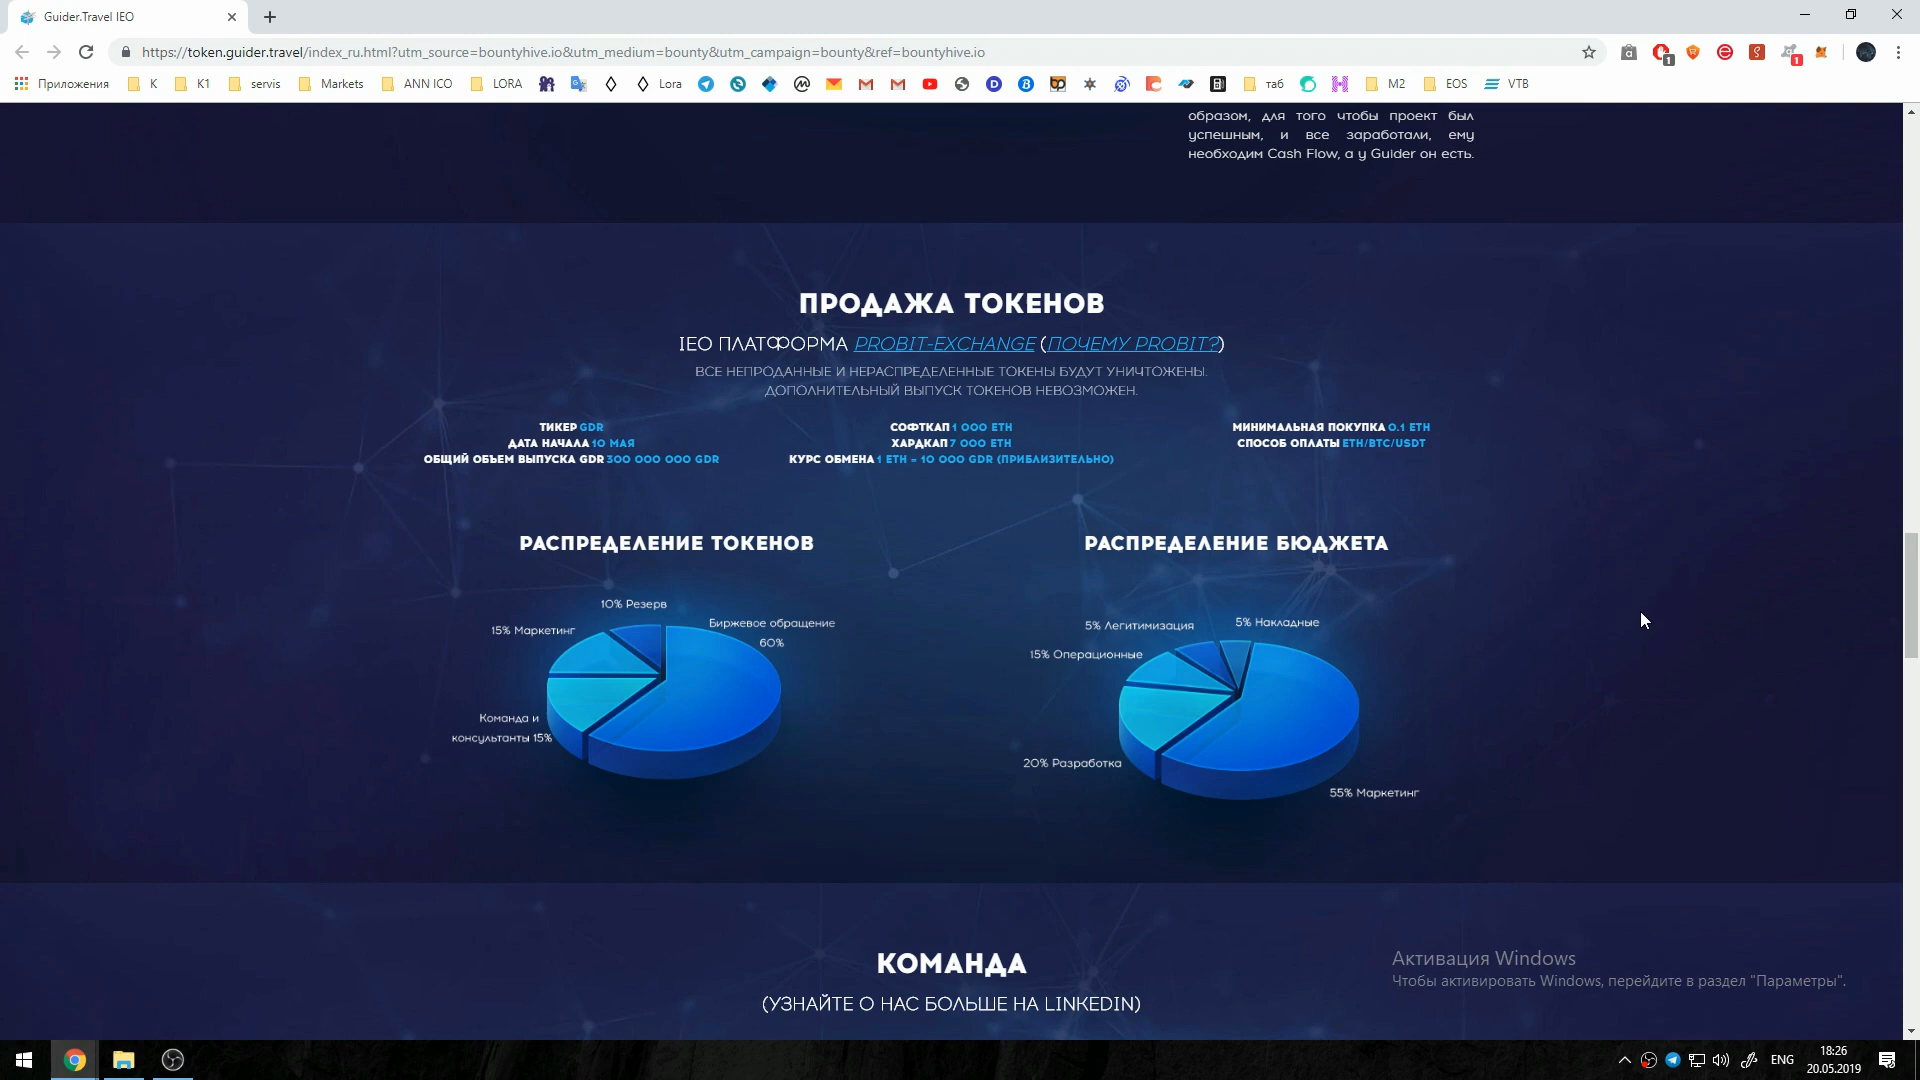 Guider.Travel IEO
https://token.guider.travel/index_ru.html?utm_source=bountyhive.io&utm_medium=bounty&utm_campaign=bounty&ref=bountyhive.io
1
1
Приложения K K1 servis Markets ANN ICO LORA Lora таб M2 EOS VTB
образом, для того чтобы проект был
успешным, и все заработали, ему
необходим Cash Flow, а у Guider он есть.
ПРОДАЖА ТОКЕНОВ
IEO ПЛАТФОРМА PROBIT-EXCHANGE (ПОЧЕМУ PROBIT?)
ВСЕ НЕПРОДАННЫЕ И НЕРАСПРЕДЕЛЕННЫЕ ТОКЕНЫ БУДУТ УНИЧТОЖЕНЫ.
ДОПОЛНИТЕЛЬНЫЙ ВЫПУСК ТОКЕНОВ НЕВОЗМОЖЕН.
ТИКЕР GDR
ДАТА НАЧАЛА 10 МАЯ
ОБЩИЙ ОБЪЕМ ВЫПУСКА GDR 300 000 000 GDR
СОФТКАП 1 000 ETH
ХАРДКАП 7 000 ETH
КУРС ОБМЕНА 1 ETH = 10 000 GDR (ПРИБЛИЗИТЕЛЬНО)
МИНИМАЛЬНАЯ ПОКУПКА 0.1 ETH
СПОСОБ ОПЛАТЫ ETH/BTC/USDT
РАСПРЕДЕЛЕНИЕ ТОКЕНОВ
10% Резерв
Биржевое обращение
60%
15% Маркетинг
Команда и
консультанты 15%
РАСПРЕДЕЛЕНИЕ БЮДЖЕТА
5% Накладные
5% Легитимизация
15% Операционные
20% Разработка
55% Маркетинг
КОМАНДА
(УЗНАЙТЕ О НАС БОЛЬШЕ НА LINKEDIN)
Активация Windows
Чтобы активировать Windows, перейдите в раздел "Параметры".
ENG
18:26
20.05.2019